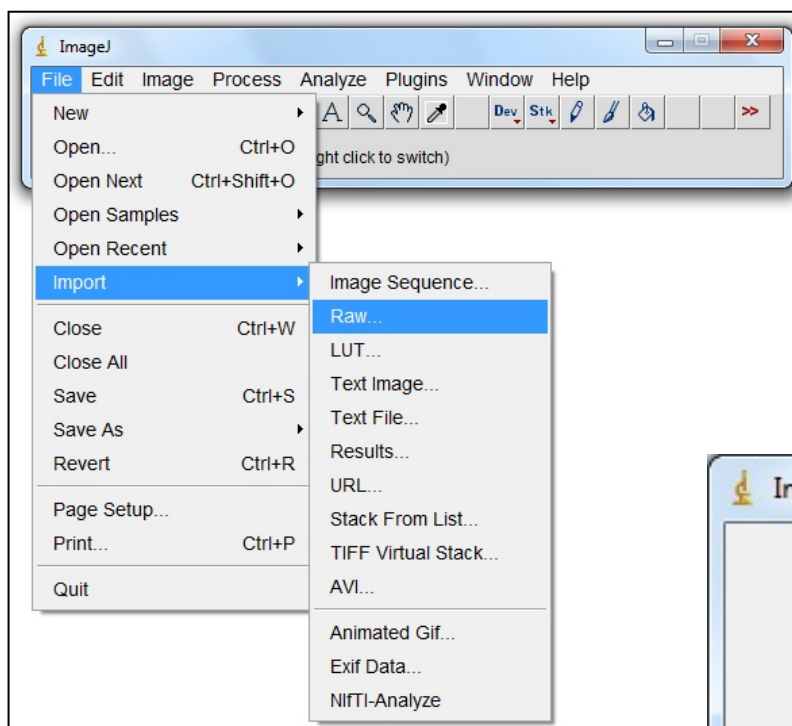 ImageJ
File Edit Image Process Analyze Plugins Window Help
A Dev Stk >>
ght click to switch)
New
Open... Ctrl+O
Open Next Ctrl+Shift+O
Open Samples
Open Recent
Import
Close Ctrl+W
Close All
Save Ctrl+S
Save As
Revert Ctrl+R
Page Setup...
Print... Ctrl+P
Quit
Image Sequence...
Raw...
LUT...
Text Image...
Text File...
Results...
URL...
Stack From List...
TIFF Virtual Stack...
AVI...
Animated Gif...
Exif Data...
NIfTI-Analyze